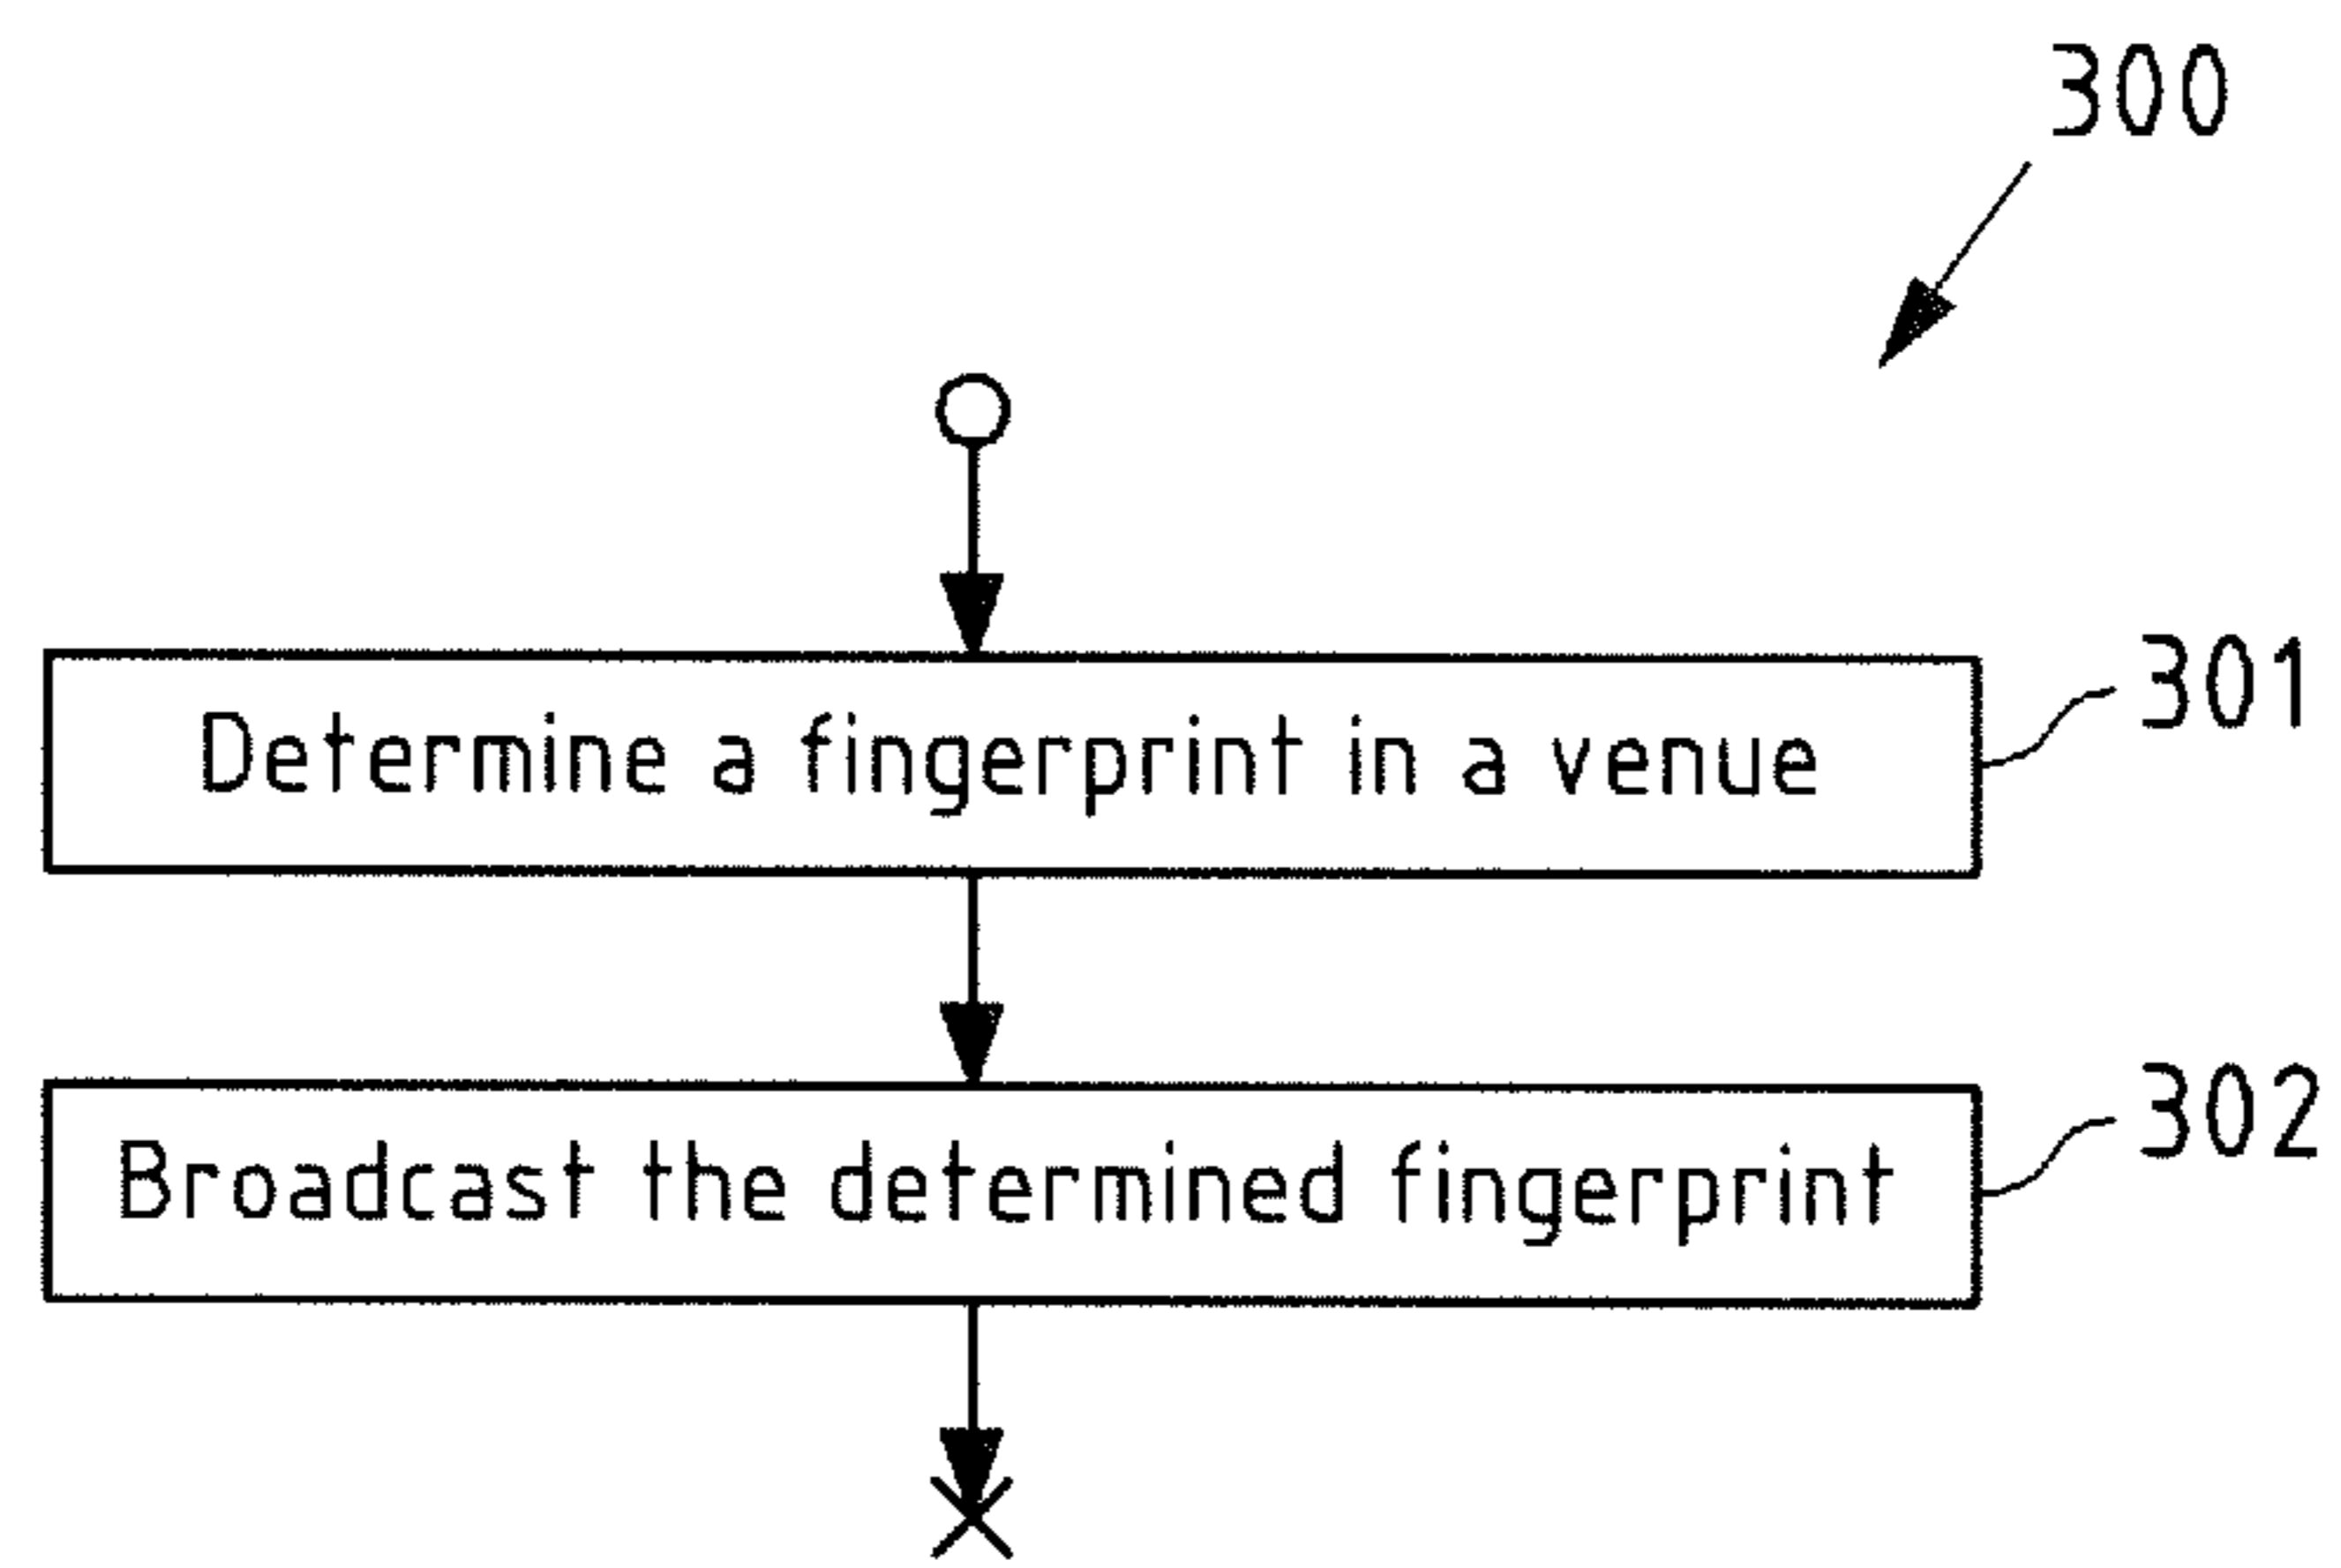 300
Determine a fingerprint in a venue
301
Broadcast the determined fingerprint
302